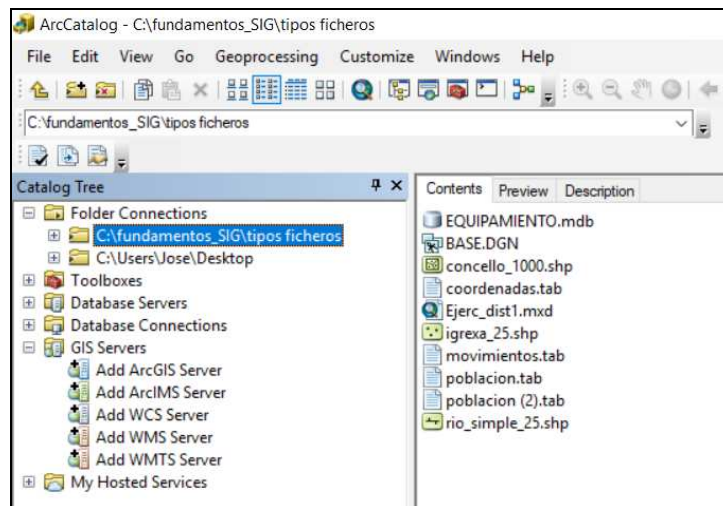 ArcCatalog - C:\fundamentos_SIG\tipos ficheros
File Edit View Go Geoprocessing Customize Windows Help
C:\fundamentos_SIG\tipos ficheros
Catalog Tree
Folder Connections
C:\fundamentos_SIG\tipos ficheros
C:\Users\Jose\Desktop
Toolboxes
Database Servers
Database Connections
GIS Servers
Add ArcGIS Server
Add ArcIMS Server
Add WCS Server
Add WMS Server
Add WMTS Server
My Hosted Services
Contents Preview Description
EQUIPAMIENTO.mdb
BASE.DGN
concello_1000.shp
coordenadas.tab
Ejerc_dist1.mxd
igrexa_25.shp
movimientos.tab
poblacion.tab
poblacion (2).tab
rio_simple_25.shp